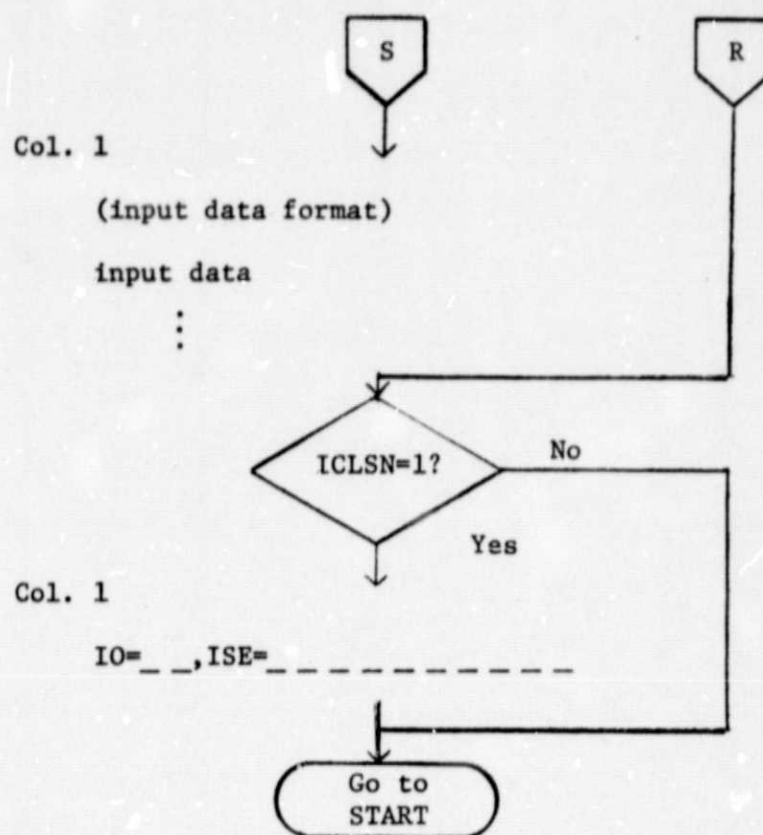 S
R
Col. 1
(input data format)
input data
ICLSN=1?
No
Yes
Col. 1
IO=_ _,ISE=_ _ _ _ _ _ _ _ _ _
Go to
START